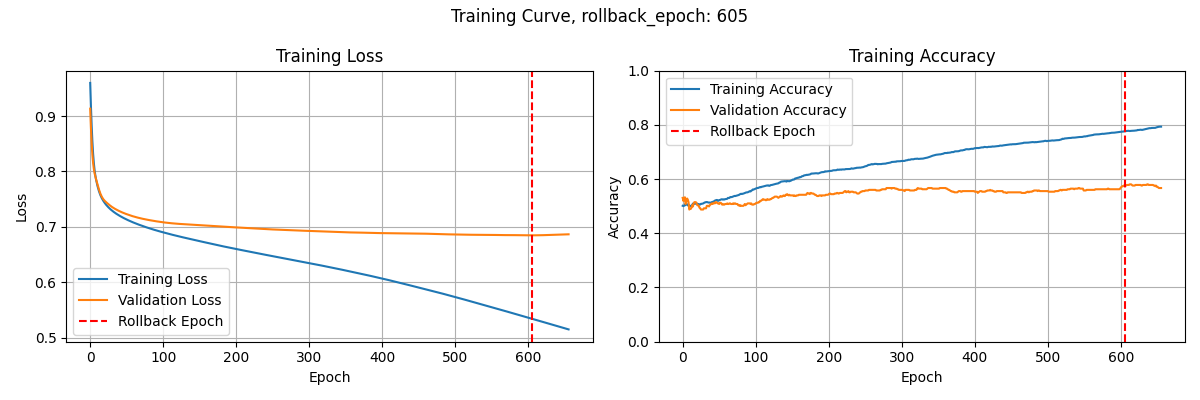 Training Curve, rollback_epoch: 605
Training Loss
Loss
0.9
0.8
0.7
0.6
0.5
Training Loss
Validation Loss
Rollback Epoch
0
100
200
300
400
500
600
Epoch
Training Accuracy
Accuracy
1.0
0.8
0.6
0.4
0.2
0.0
Training Accuracy
Validation Accuracy
Rollback Epoch
0
100
200
300
400
500
600
Epoch